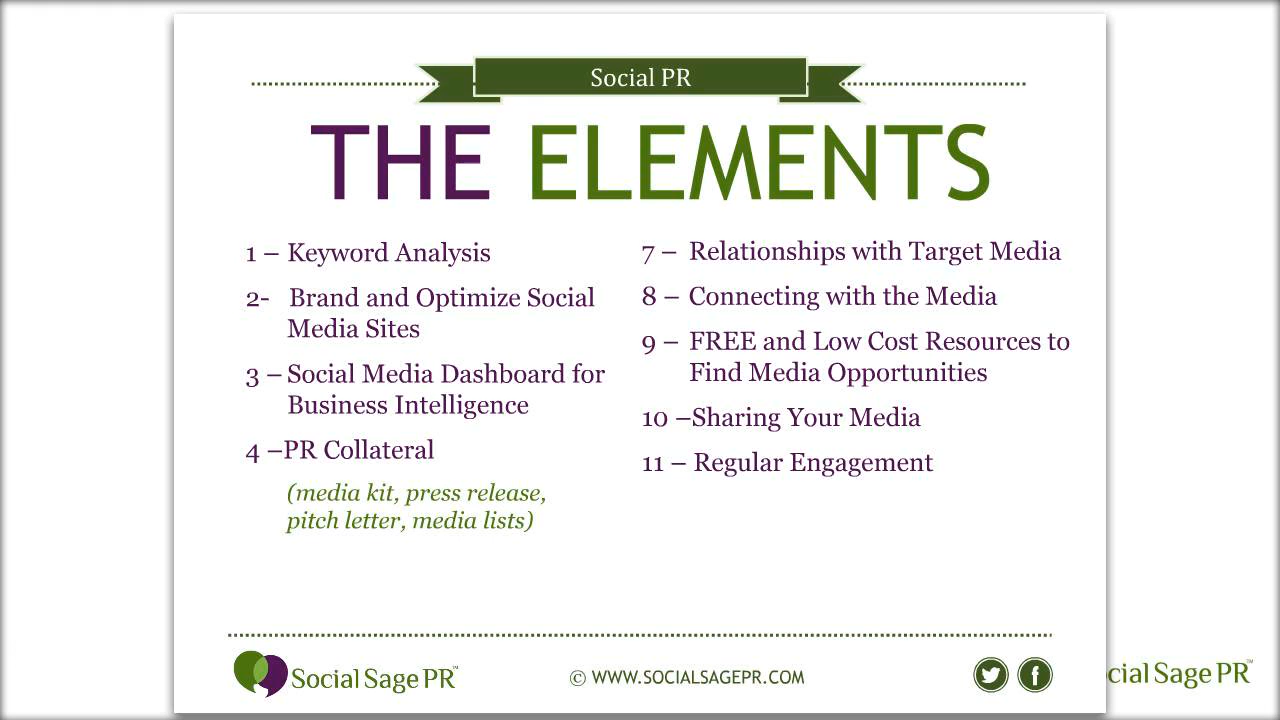 Social PR
THE ELEMENTS
1 – Keyword Analysis
2- Brand and Optimize Social
Media Sites
3 – Social Media Dashboard for
Business Intelligence
4 –PR Collateral
(media kit, press release,
pitch letter, media lists)
7 – Relationships with Target Media
8 – Connecting with the Media
9 – FREE and Low Cost Resources to
Find Media Opportunities
10 –Sharing Your Media
11 – Regular Engagement
Social Sage PR™
© WWW.SOCIALSAGEPR.COM
cial Sage PR™